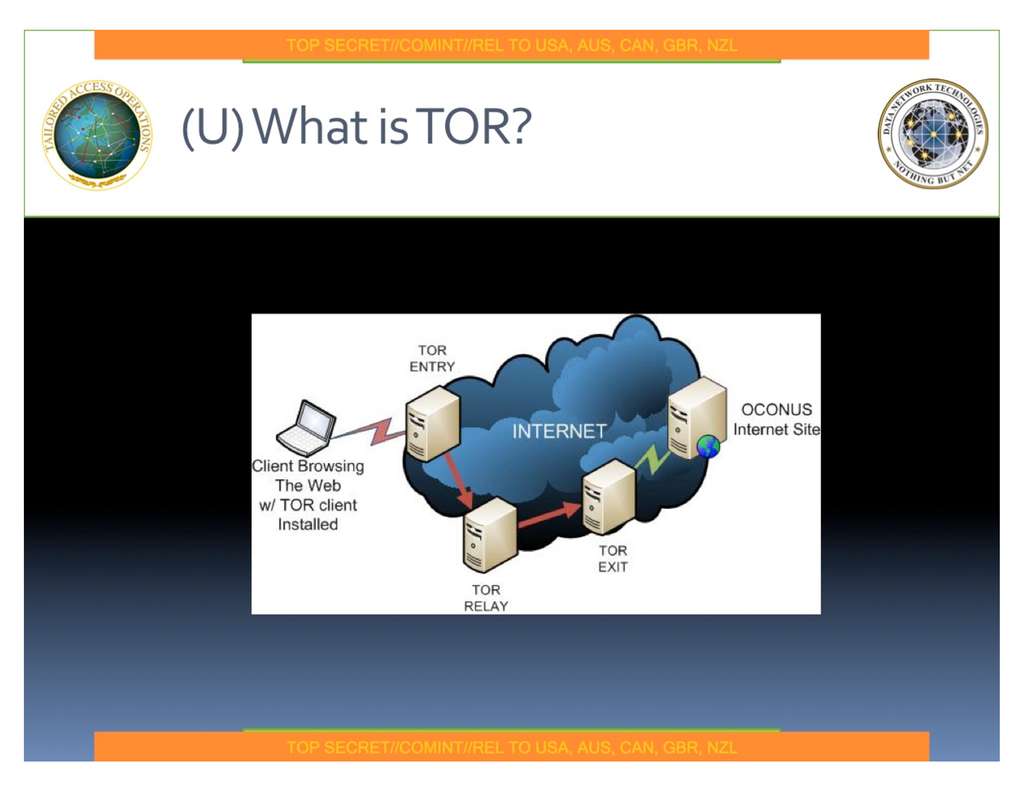 TOP SECRET//COMINT//REL TO USA, AUS, CAN, GBR, NZL
TAILORED ACCESS OPERATIONS
(U) What is TOR?
DATA NETWORK TECHNOLOGIES
NOTHING BUT NET
TOR
ENTRY
INTERNET
OCONUS
Internet Site
Client Browsing
The Web
w/ TOR client
Installed
TOR
EXIT
TOR
RELAY
TOP SECRET//COMINT//REL TO USA, AUS, CAN, GBR, NZL